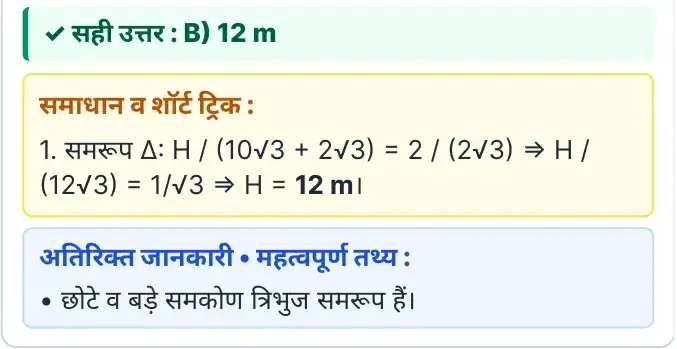 ✓ सही उत्तर : B) 12 m
समाधान व शॉर्ट ट्रिक :
1. समरूप Δ: H / (10√3 + 2√3) = 2 / (2√3) ⇒ H /
(12√3) = 1/√3 ⇒ H = 12 m।
अतिरिक्त जानकारी • महत्वपूर्ण तथ्य :
• छोटे व बड़े समकोण त्रिभुज समरूप हैं।